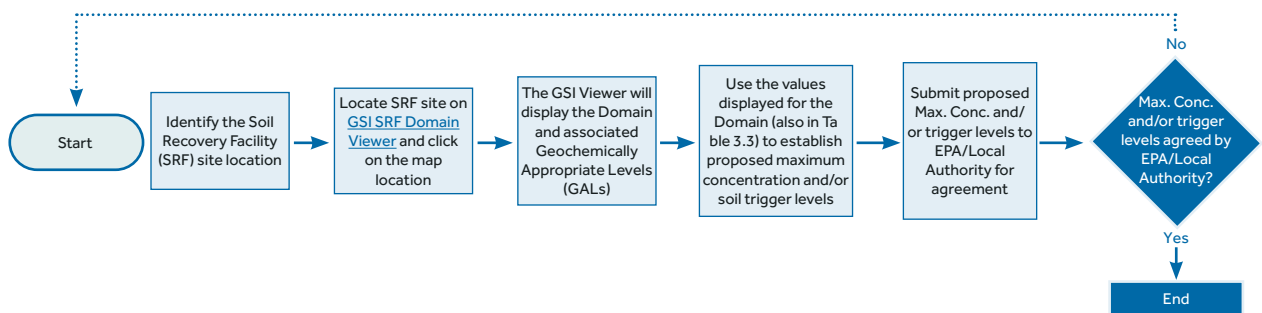 No
Start
Identify the Soil
Recovery Facility
(SRF) site location
Locate SRF site on
GSI SRF Domain
Viewer and click
on the map
location
The GSI Viewer will
display the Domain
and associated
Geochemically
Appropriate Levels
(GALs)
Use the values
displayed for the
Domain (also in Ta
ble 3.3) to establish
proposed maximum
concentration and/or
soil trigger levels
Submit proposed
Max. Conc. and/
or trigger levels to
EPA/Local
Authority for
agreement
Max. Conc.
and/or trigger
levels agreed by
EPA/Local
Authority?
Yes
End